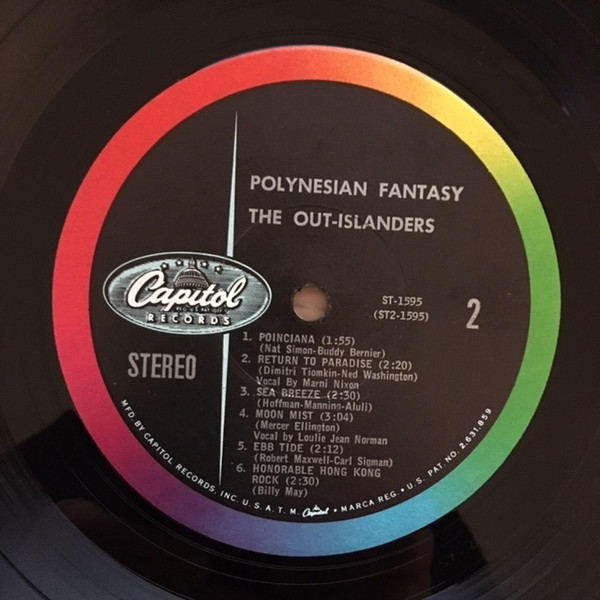 POLYNESIAN FANTASY
THE OUT-ISLANDERS
Capitol
REG. U.S. PAT. OFF.
RECORDS
STEREO
ST-1595
(ST2-1595)
2
1. POINCIANA (1:55)
(Nat Simon-Buddy Bernier)
2. RETURN TO PARADISE (2:20)
(Dimitri Tiomkin-Ned Washington)
Vocal By Marni Nixon
3. SEA BREEZE (2:30)
(Hoffman-Manning-Aluli)
4. MOON MIST (3:04)
(Mercer Ellington)
Vocal by Loulie Jean Norman
5. EBB TIDE (2:12)
(Robert Maxwell-Carl Sigman)
6. HONORABLE HONG KONG
ROCK (2:30)
(Billy May)
MFD. BY CAPITOL RECORDS, INC. U.S.A. T.M. Capitol • MARCA REG. • U.S. PAT. NO. 2,631,859